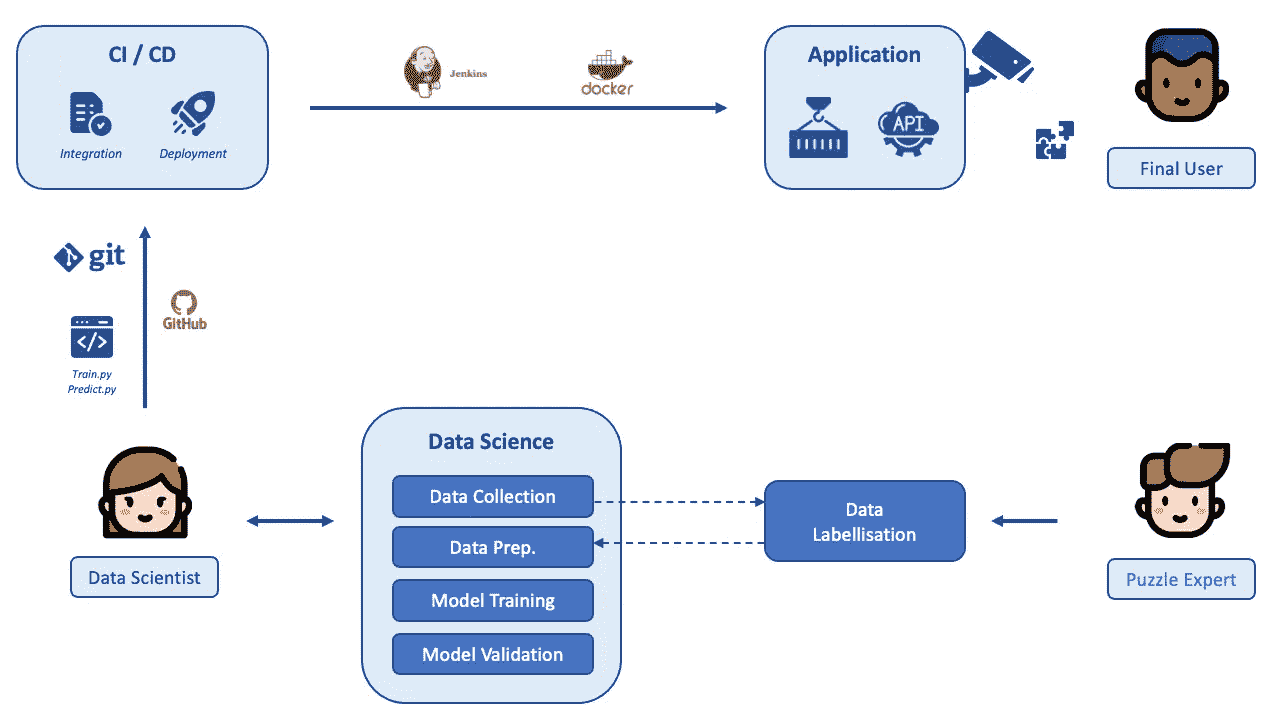 CI / CD
Integration
Deployment
Jenkins
docker
Application
API
Final User
git
GitHub
Train.py
Predict.py
Data Science
Data Collection
Data Prep.
Model Training
Model Validation
Data
Labellisation
Data Scientist
Puzzle Expert